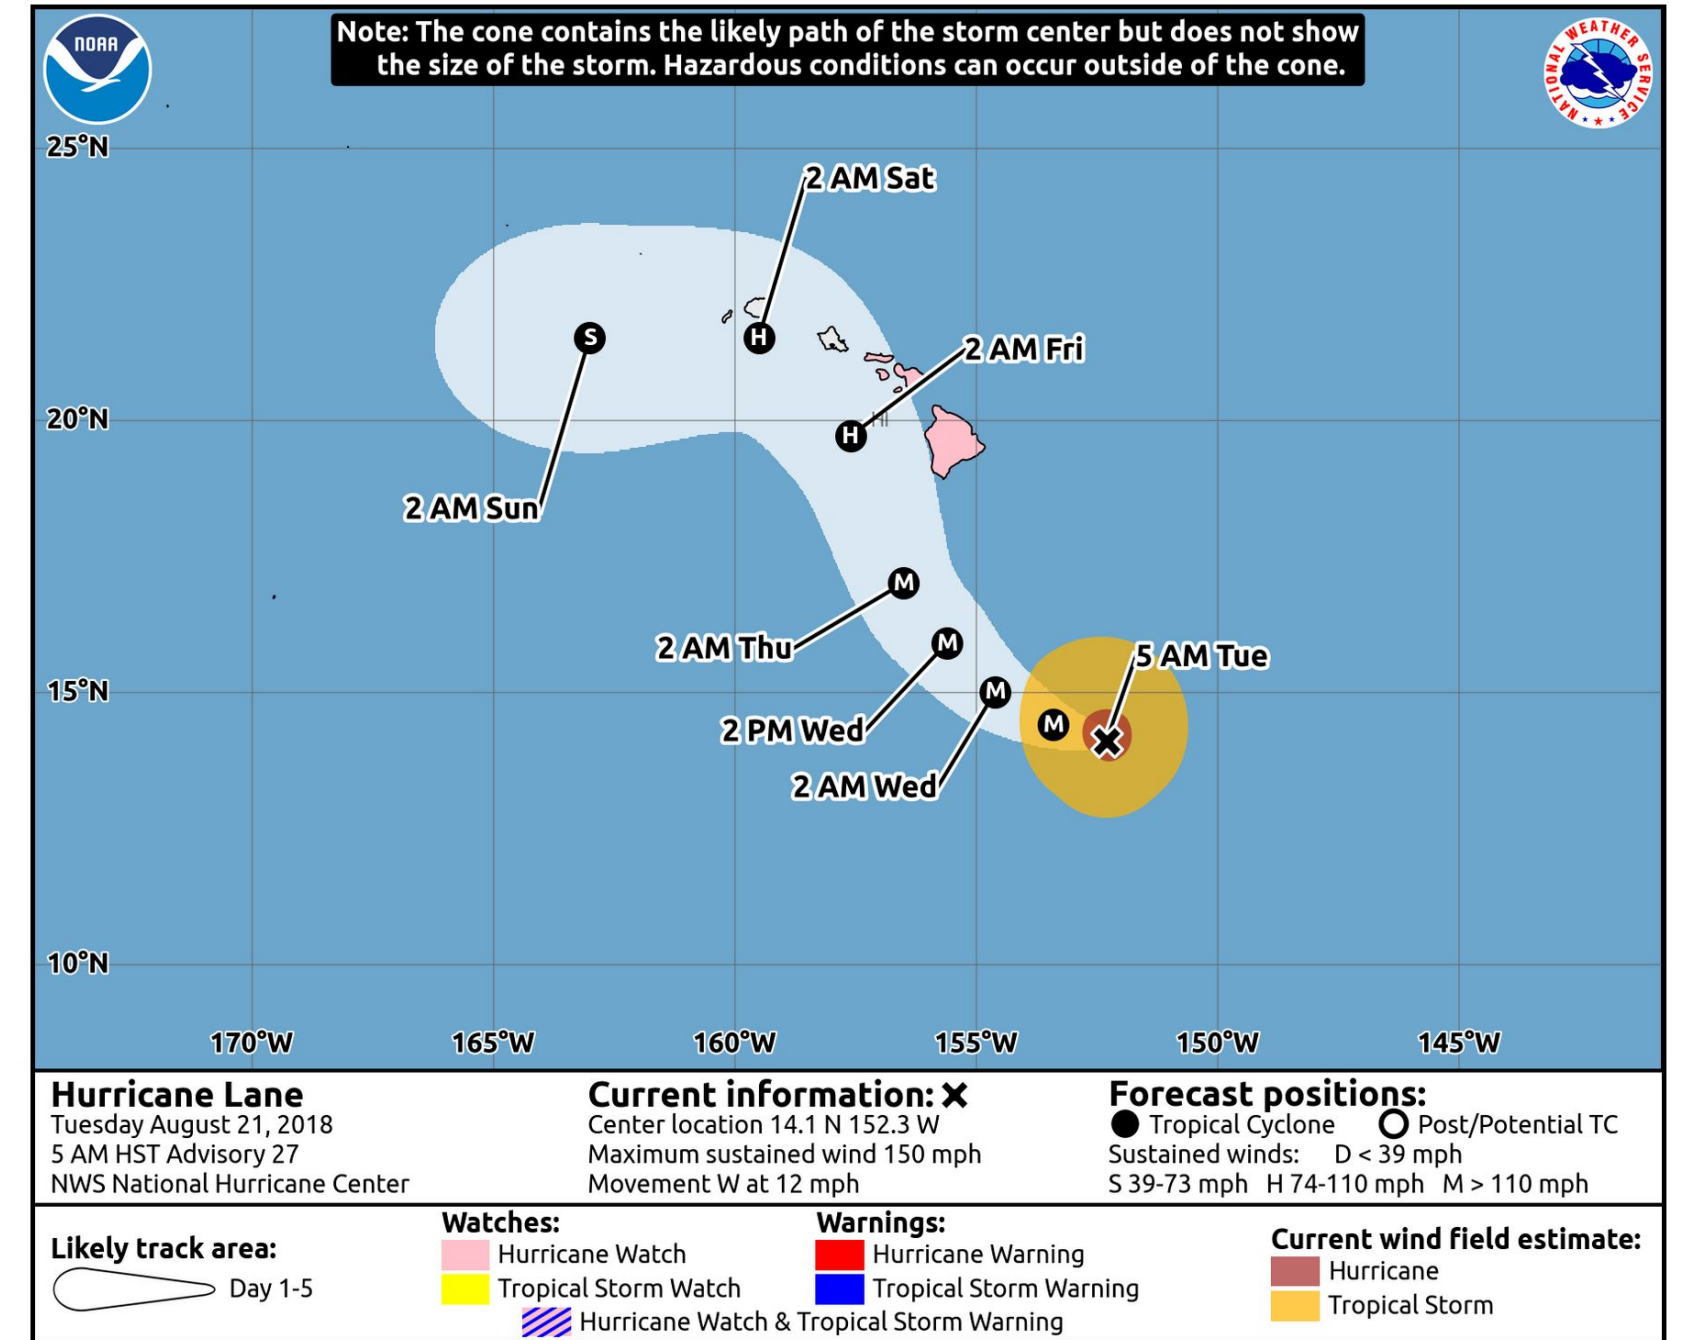 Note: The cone contains the likely path of the storm center but does not show
the size of the storm. Hazardous conditions can occur outside of the cone.
NOAA
NATIONAL WEATHER SERVICE
25°N
2 AM Sat
S
H
2 AM Fri
20°N
HI
H
2 AM Sun
M
2 AM Thu
M
5 AM Tue
15°N
M
M
2 PM Wed
2 AM Wed
10°N
170°W 165°W 160°W 155°W 150°W 145°W
Hurricane Lane
Tuesday August 21, 2018
5 AM HST Advisory 27
NWS National Hurricane Center
Current information: ✖
Center location 14.1 N 152.3 W
Maximum sustained wind 150 mph
Movement W at 12 mph
Forecast positions:
Tropical Cyclone Post/Potential TC
Sustained winds: D < 39 mph
S 39-73 mph H 74-110 mph M > 110 mph
Likely track area:
Day 1-5
Watches:
Hurricane Watch
Tropical Storm Watch
Warnings:
Hurricane Warning
Tropical Storm Warning
Hurricane Watch & Tropical Storm Warning
Current wind field estimate:
Hurricane
Tropical Storm